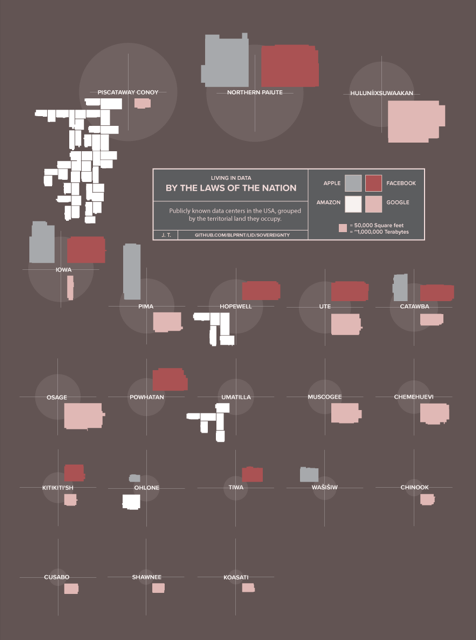 PISCATAWAY CONOY
NORTHERN PAIUTE
HULUNĪXSUWAAKAN
LIVING IN DATA
BY THE LAWS OF THE NATION
Publicly known data centers in the USA, grouped
by the territorial land they occupy.
J. T.
GITHUB.COM/BLPRNT/LID/SOVERIGNTY
APPLE
FACEBOOK
AMAZON
GOOGLE
= 50,000 Square feet
= ~1,000,000 Terabytes
IOWA
PIMA
HOPEWELL
UTE
CATAWBA
OSAGE
POWHATAN
UMATILLA
MUSCOGEE
CHEMEHUEVI
KITIKITI'SH
OHLONE
TIWA
WAŠIŠIW
CHINOOK
CUSABO
SHAWNEE
KOASATI